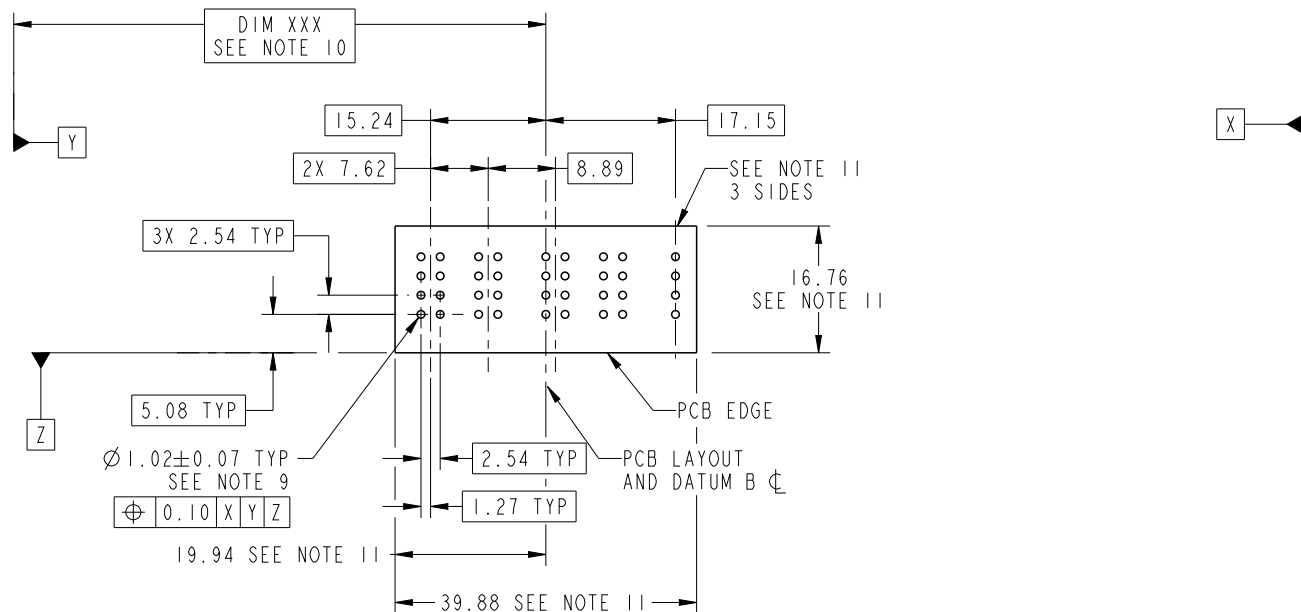 DIM XXX
SEE NOTE 10
15.24
17.15
X
Y
2X 7.62
8.89
SEE NOTE 11
3 SIDES
3X 2.54 TYP
16.76
SEE NOTE 11
5.08 TYP
PCB EDGE
Z
Ø1.02±0.07 TYP
SEE NOTE 9
2.54 TYP
PCB LAYOUT
AND DATUM B ℄
⌖ 0.10 X Y Z
1.27 TYP
19.94 SEE NOTE 11
39.88 SEE NOTE 11